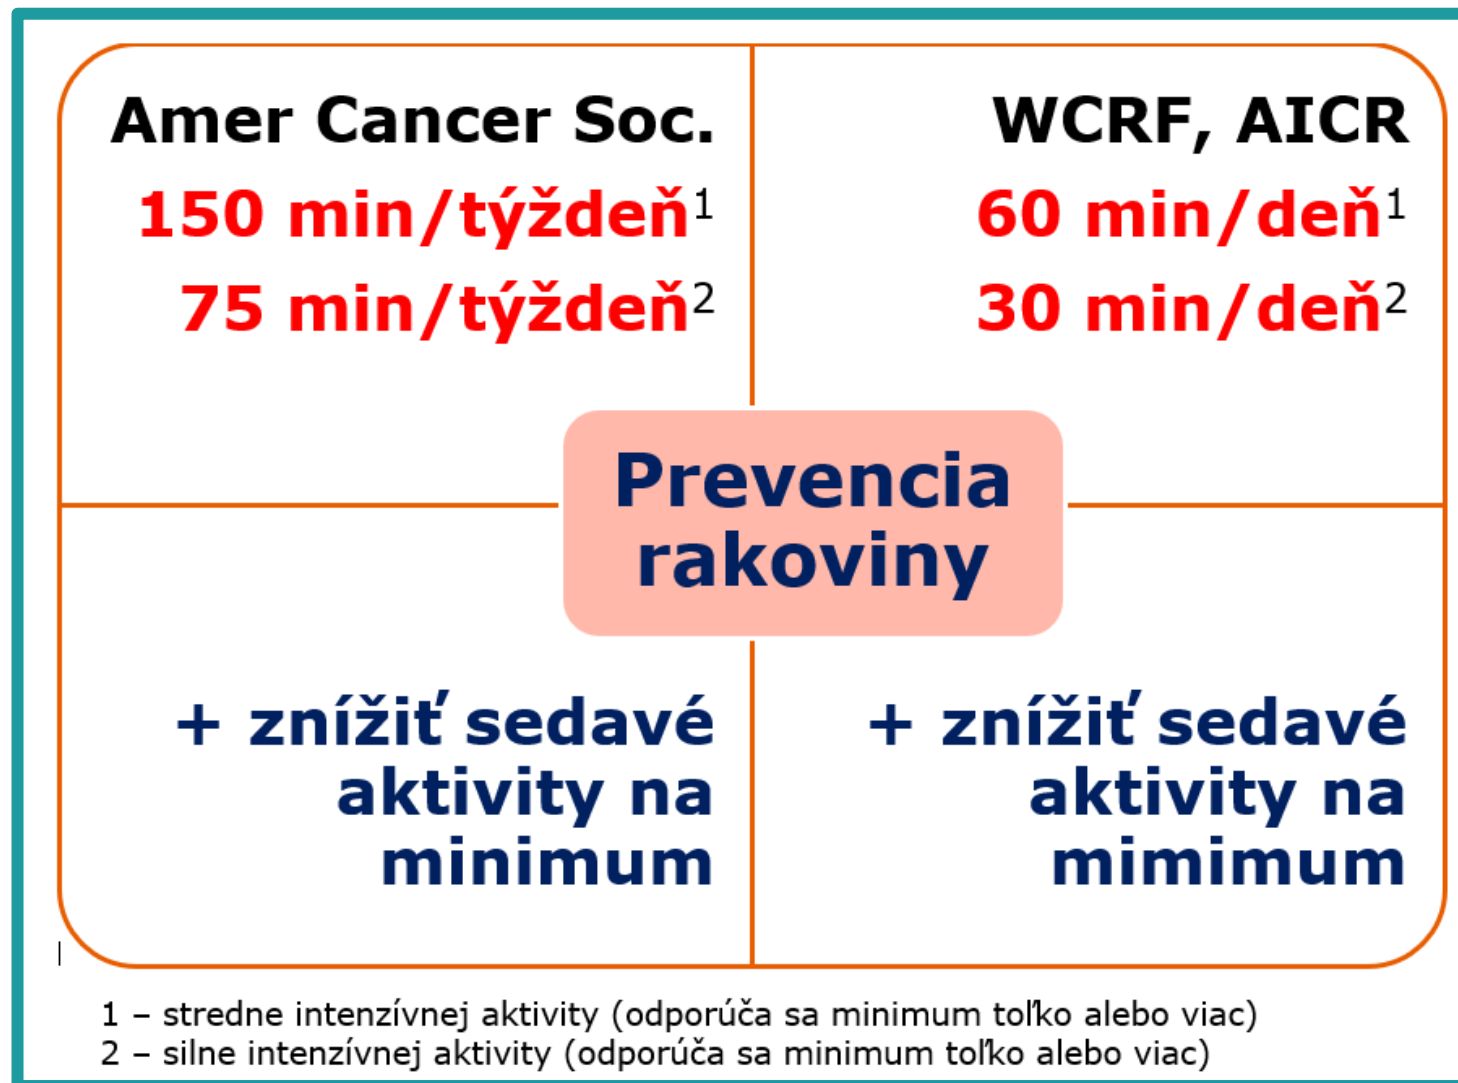 Amer Cancer Soc.
150 min/týždeň¹
75 min/týždeň²
WCRF, AICR
60 min/deň¹
30 min/deň²
Prevencia
rakoviny
+ znížiť sedavé
aktivity na
minimum
+ znížiť sedavé
aktivity na
mimimum
1 – stredne intenzívnej aktivity (odporúča sa minimum toľko alebo viac)
2 – silne intenzívnej aktivity (odporúča sa minimum toľko alebo viac)